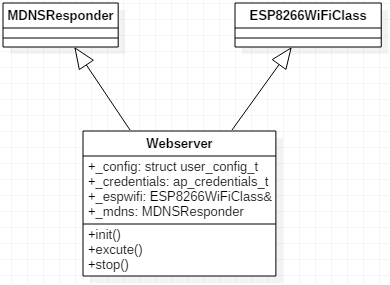 MDNSResponder
ESP8266WiFiClass
Webserver
+_config: struct user_config_t
+_credentials: ap_credentials_t
+_espwifi: ESP8266WiFiClass&
+_mdns: MDNSResponder
+init()
+excute()
+stop()